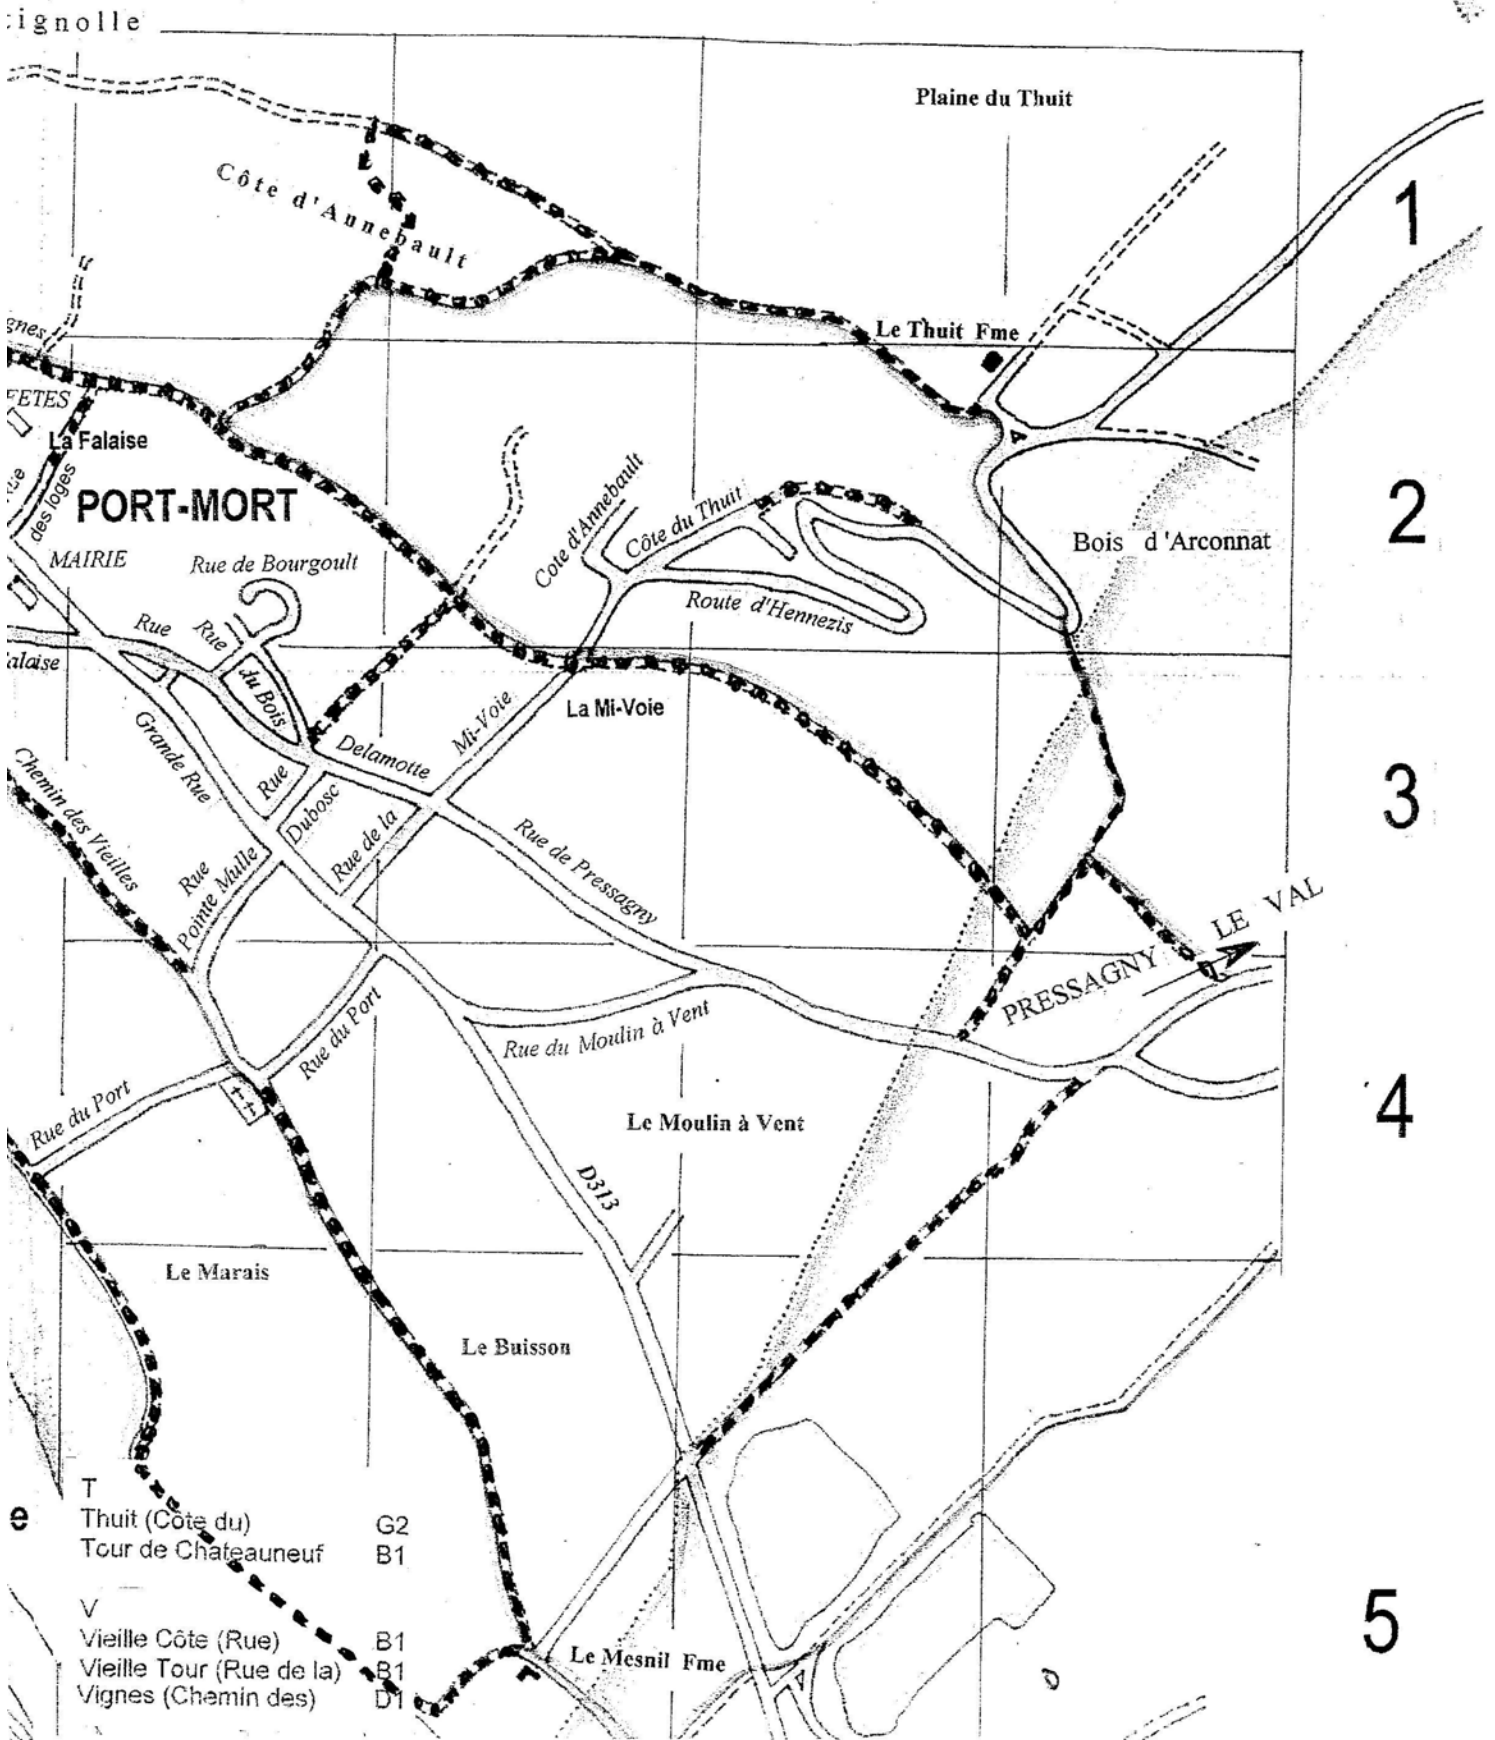 tignolle
Plaine du Thuit
1
Côte d'Annebault
Le Thuit Fme
gnes
FETES
La Falaise
des loges
PORT-MORT
Cote d'Annebault
Côte du Thuit
2
Bois d'Arconnat
MAIRIE
Rue de Bourgoult
Route d'Hennezis
Rue
Rue
du Bois
alaise
La Mi-Voie
Mi-Voie
Grande Rue
Delamotte
Chemin des Vieilles
Rue
Dubosc
3
Rue de la
Rue de Pressagny
Rue
Pointe Mulle
LE VAL
PRESSAGNY
Rue du Port
Rue du Moulin à Vent
Rue du Port
Le Moulin à Vent
4
D313
Le Marais
Le Buisson
e
T
Thuit (Côte du) G2
Tour de Chateauneuf B1
V
Vieille Côte (Rue) B1
Vieille Tour (Rue de la) B1
Vignes (Chemin des) D1
Le Mesnil Fme
5